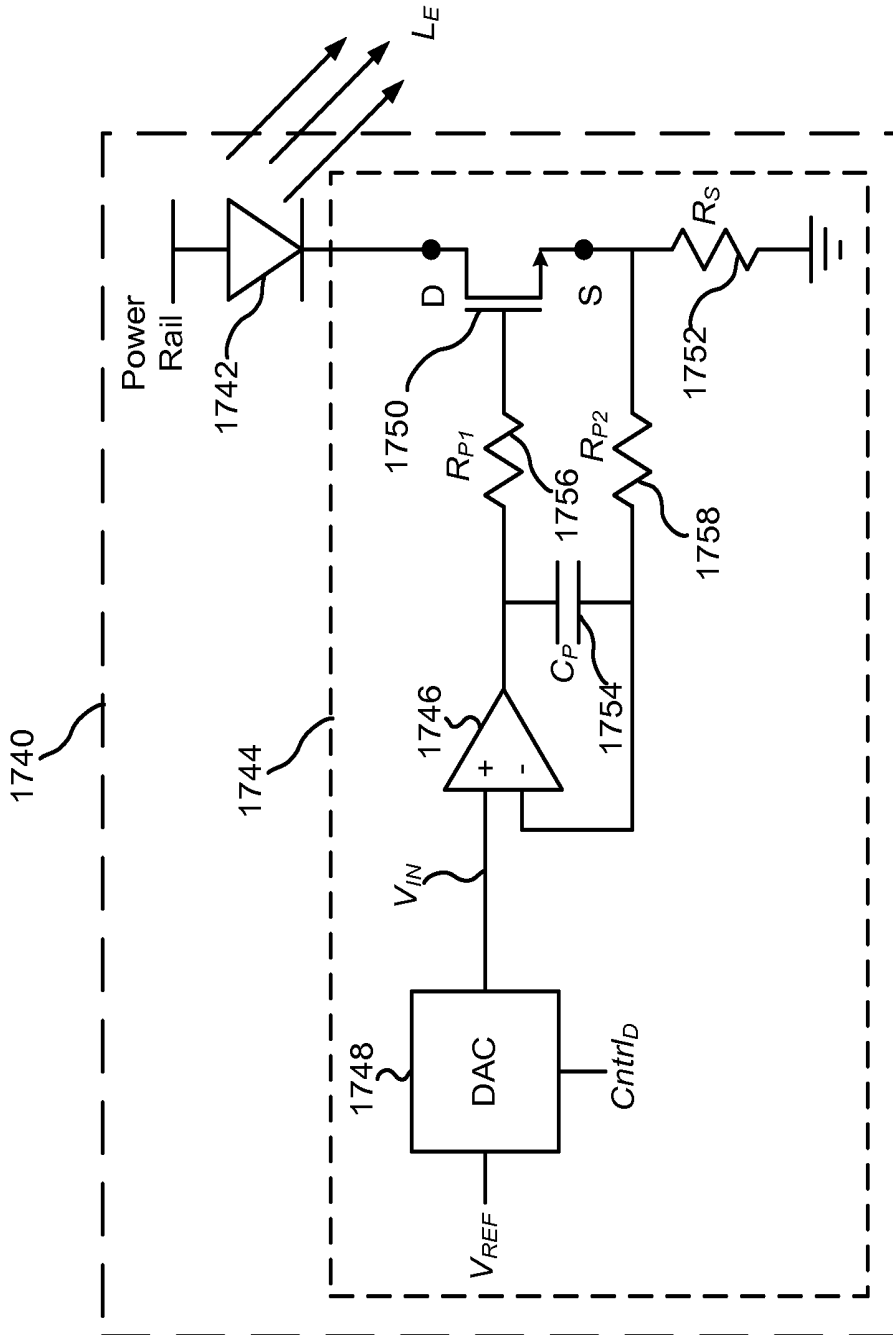 1740
1744
Power
Rail
1742
L_E
1750
D
S
R_S
1752
R_P1
1756
R_P2
1758
C_P
1754
1746
+
-
V_IN
1748
DAC
V_REF
Cntrl_D